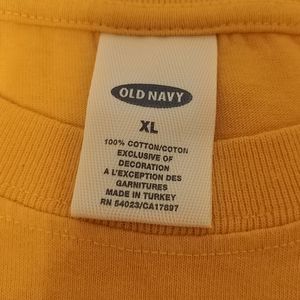 OLD NAVY
XL
100% COTTON/COTON
EXCLUSIVE OF
DECORATION
A L'EXCEPTION DES
GARNITURES
MADE IN TURKEY
RN 54023/CA17897